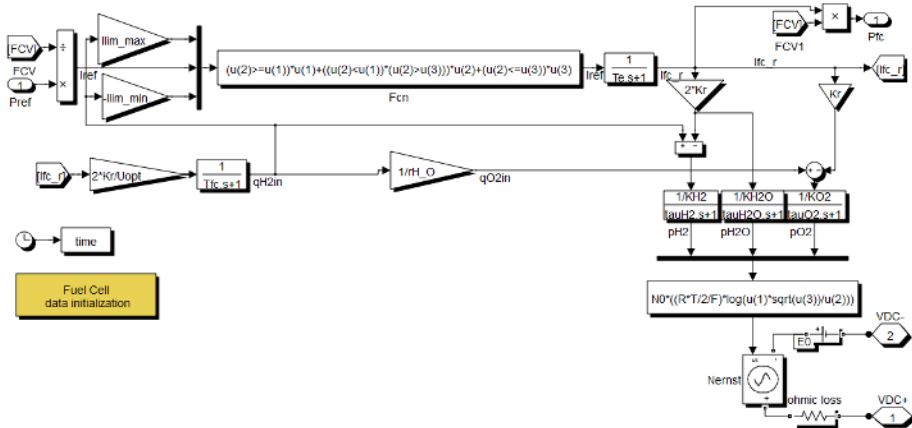 [FCV]
FCV
÷
×
1
Pref
Iref
Ilim_max
-Ilim_min
(u(2)>=u(1))*u(1)+((u(2)<u(1))*(u(2)>u(3)))*u(2)+(u(2)<=u(3))*u(3)
Fcn
Iref
1
Te.s+1
Ifc_r
2*Kr
Ifc_r
[FCV]
FCV1
×
1
Pfc
[Ifc_r]
Kr
[Ifc_r]
2*Kr/Uopt
1
Tfc.s+1
qH2in
1/rH_O
qO2in
+ -
+ -
1/KH2
tauH2.s+1
1/KH2O
tauH2O.s+1
1/KO2
tauO2.s+1
pH2
pH2O
pO2
time
Fuel Cell
data initialization
N0*((R*T/2/F)*log(u(1)*sqrt(u(3))/u(2)))
Nernst
+
E0
+
VDC-
2
ohmic loss
VDC+
1